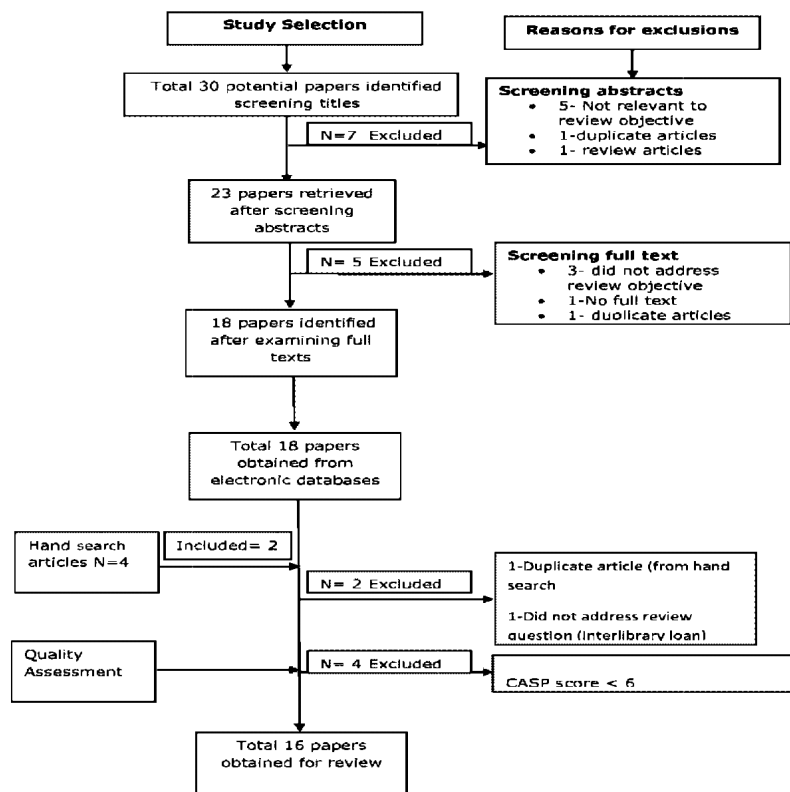 Study Selection
Reasons for exclusions
Total 30 potential papers identified
screening titles
Screening abstracts
• 5- Not relevant to
review objective
• 1-duplicate articles
• 1- review articles
N=7 Excluded
23 papers retrieved
after screening
abstracts
N= 5 Excluded
Screening full text
• 3- did not address
review objective
• 1-No full text
• 1- duplicate articles
18 papers identified
after examining full
texts
Total 18 papers
obtained from
electronic databases
Hand search
articles N=4
Included= 2
N= 2 Excluded
1-Duplicate article (from hand
search
1-Did not address review
question (interlibrary loan)
Quality
Assessment
N= 4 Excluded
CASP score < 6
Total 16 papers
obtained for review